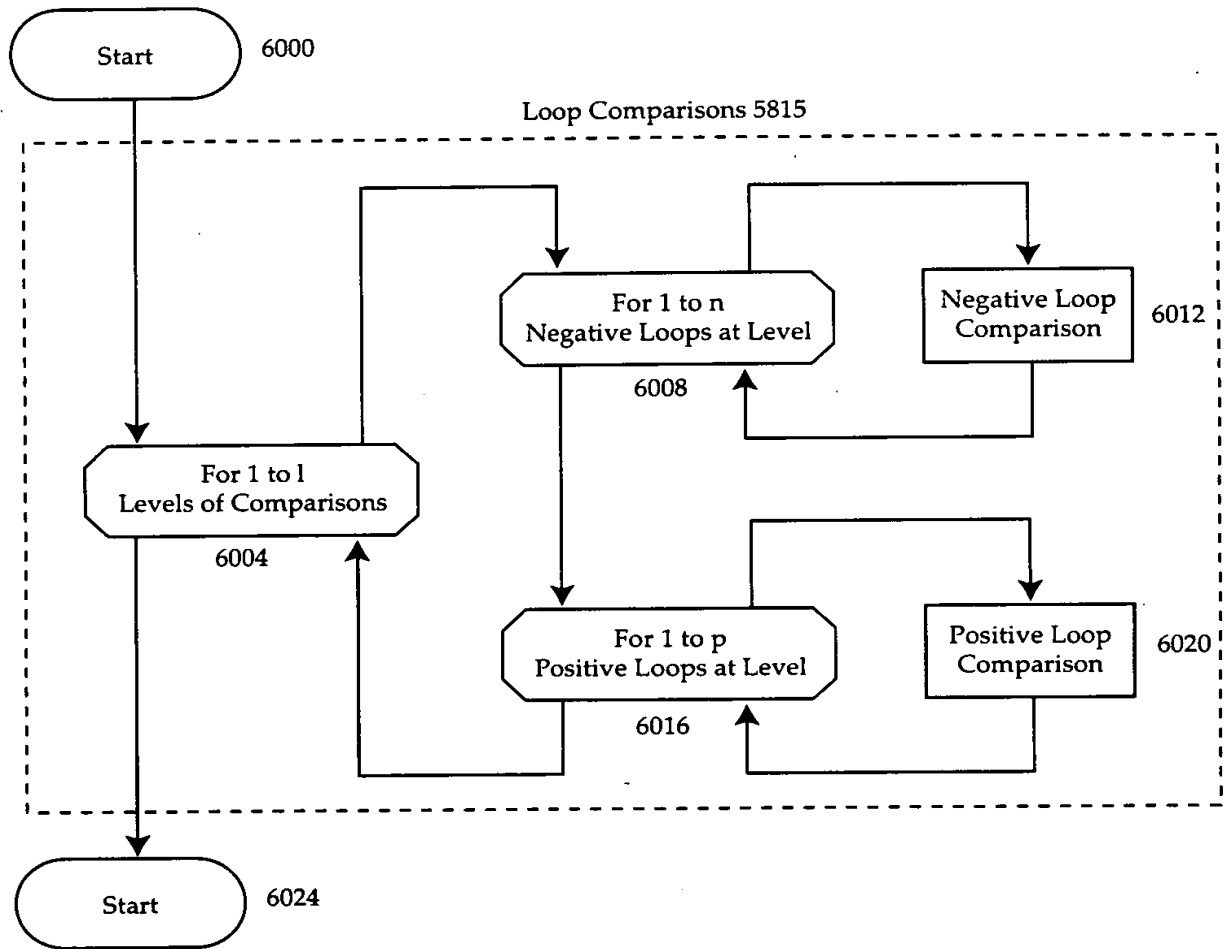 Start
6000
Loop Comparisons 5815
For 1 to n
Negative Loops at Level
6008
Negative Loop
Comparison
6012
For 1 to l
Levels of Comparisons
6004
For 1 to p
Positive Loops at Level
6016
Positive Loop
Comparison
6020
Start
6024